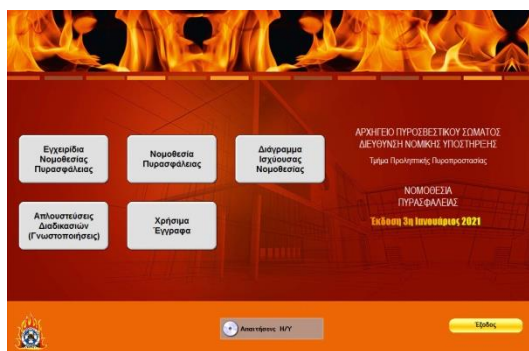 Εγχειρίδια
Νομοθεσίας
Πυρασφάλειας
Νομοθεσία
Πυρασφάλειας
Διάγραμμα
Ισχύουσας
Νομοθεσίας
Απλουστεύσεις
Διαδικασιών
(Γνωστοποιήσεις)
Χρήσιμα
Έγγραφα
ΑΡΧΗΓΕΙΟ ΠΥΡΟΣΒΕΣΤΙΚΟΥ ΣΩΜΑΤΟΣ
ΔΙΕΥΘΥΝΣΗ ΝΟΜΙΚΗΣ ΥΠΟΣΤΗΡΙΞΗΣ
Τμήμα Προληπτικής Πυροπροστασίας
ΝΟΜΟΘΕΣΙΑ
ΠΥΡΑΣΦΑΛΕΙΑΣ
Έκδοση 3η Ιανουάριος 2021
Απαιτήσεις Η/Υ
Έξοδος